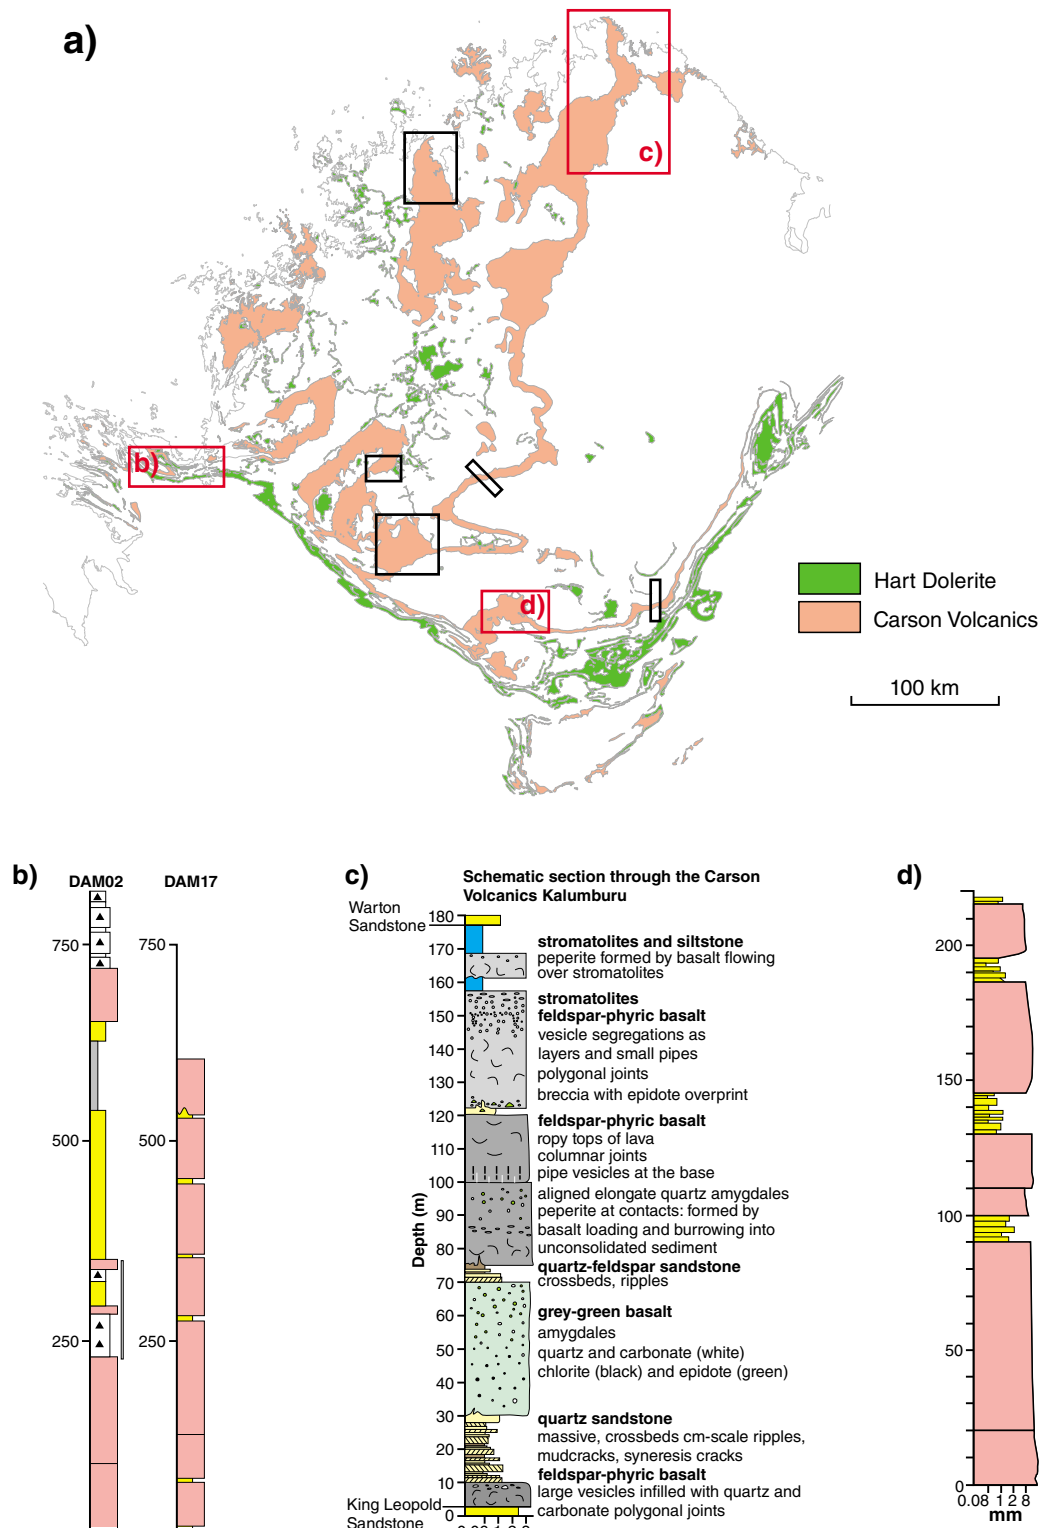 a)
c)
b)
d)
Hart Dolerite
Carson Volcanics
100 km
b)
DAM02
DAM17
750
750
500
500
250
250
c)
Schematic section through the Carson
Volcanics Kalumburu
Warton
Sandstone
180
170
160
150
140
130
120
110
100
90
80
70
60
50
40
30
20
10
0
Depth (m)
King Leopold
Sandstone
stromatolites and siltstone
peperite formed by basalt flowing
over stromatolites
stromatolites
feldspar-phyric basalt
vesicle segregations as
layers and small pipes
polygonal joints
breccia with epidote overprint
feldspar-phyric basalt
ropy tops of lava
columnar joints
pipe vesicles at the base
aligned elongate quartz amygdales
peperite at contacts: formed by
basalt loading and burrowing into
unconsolidated sediment
quartz-feldspar sandstone
crossbeds, ripples
grey-green basalt
amygdales
quartz and carbonate (white)
chlorite (black) and epidote (green)
quartz sandstone
massive, crossbeds cm-scale ripples,
mudcracks, syneresis cracks
feldspar-phyric basalt
large vesicles infilled with quartz and
carbonate polygonal joints
d)
200
150
100
50
0
0.08 1 2 8
mm